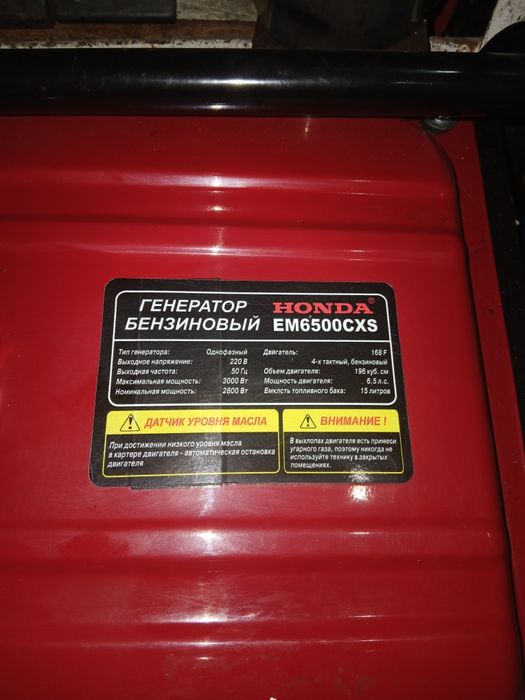 ГЕНЕРАТОР HONDA®
БЕНЗИНОВЫЙ EM6500CXS
Тип генератора: Однофазный
Выходное напряжение: 220 В
Выходная частота: 50 Гц
Максимальная мощность: 3000 Вт
Номинальная мощность: 2800 Вт
Двигатель: 168 F
4-х тактный, бензиновый
Объем двигателя: 196 куб. см
Мощность двигателя: 6,5 л.с.
Емклсть топливного бака: 15 литров
ДАТЧИК УРОВНЯ МАСЛА
При достижении низкого уровня масла
в картере двигателя - автоматическая остановка
двигателя
ВНИМАНИЕ !
В выхлопах двигателя есть примеси
угарного газа, поэтому никогда не
используйте технику в закрытых
помещениях.